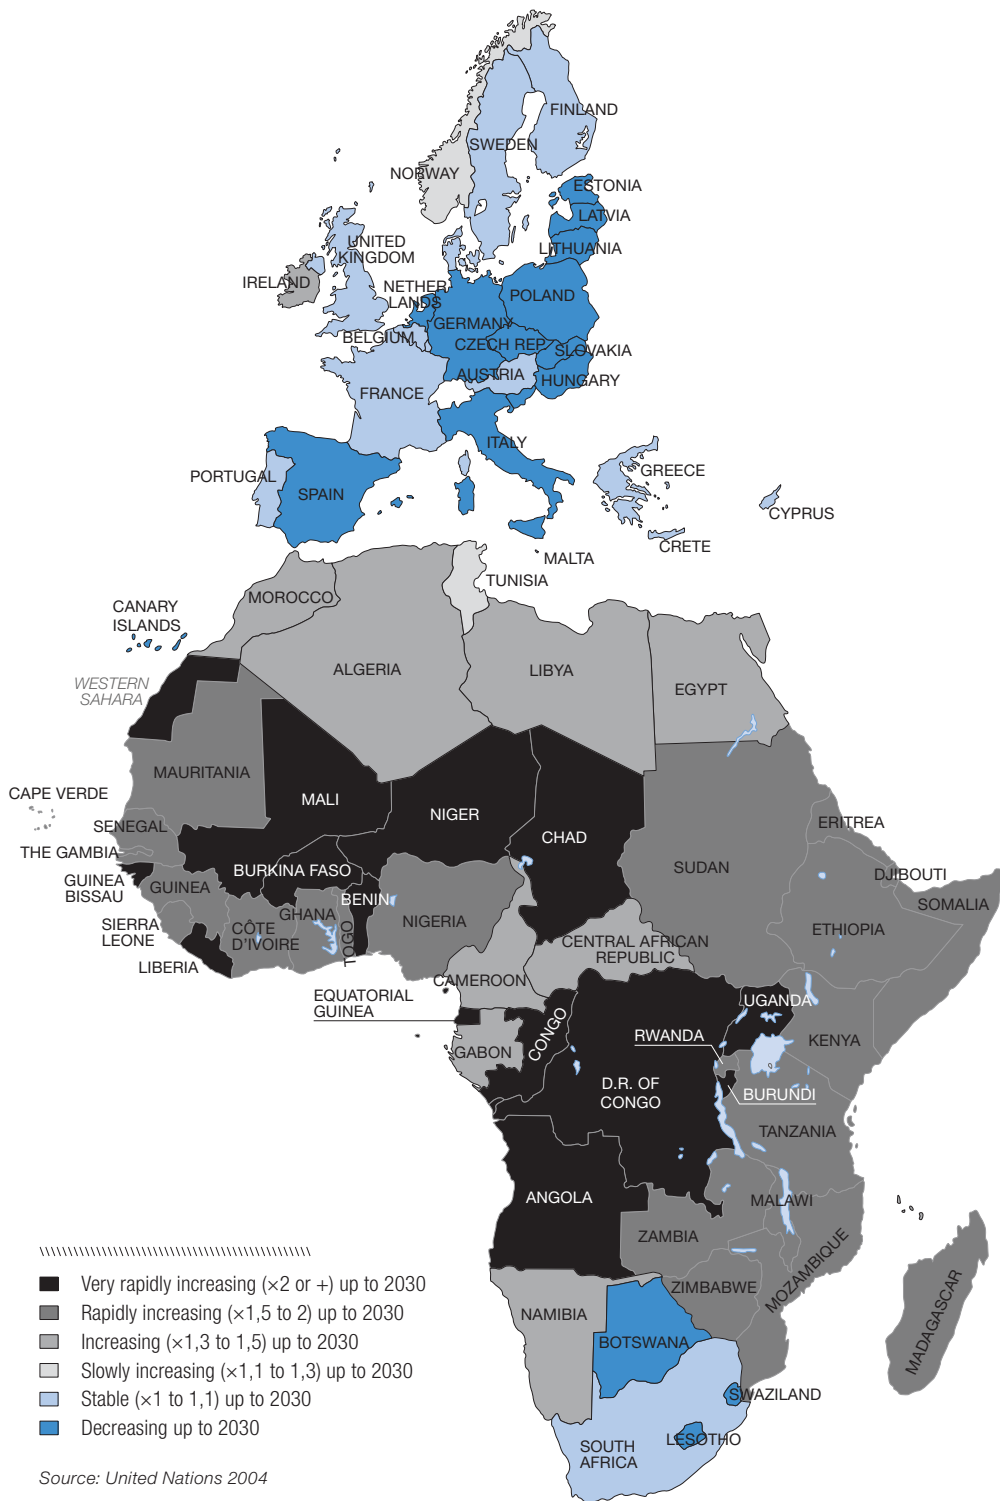 FINLAND
SWEDEN
NORWAY
ESTONIA
LATVIA
LITHUANIA
UNITED
KINGDOM
IRELAND
NETHER
LANDS
POLAND
GERMANY
BELGIUM
CZECH REP.
SLOVAKIA
AUSTRIA
HUNGARY
FRANCE
ITALY
PORTUGAL
SPAIN
GREECE
CYPRUS
CRETE
MALTA
TUNISIA
MOROCCO
CANARY
ISLANDS
ALGERIA
LIBYA
EGYPT
WESTERN
SAHARA
MAURITANIA
MALI
NIGER
CHAD
SUDAN
CAPE VERDE
SENEGAL
THE GAMBIA
GUINEA
BISSAU
GUINEA
SIERRA
LEONE
LIBERIA
CÔTE
D'IVOIRE
BURKINA FASO
GHANA
TOGO
BENIN
NIGERIA
ERITREA
DJIBOUTI
SOMALIA
ETHIOPIA
CENTRAL AFRICAN
REPUBLIC
CAMEROON
EQUATORIAL
GUINEA
GABON
CONGO
UGANDA
RWANDA
KENYA
D.R. OF
CONGO
BURUNDI
TANZANIA
ANGOLA
MALAWI
ZAMBIA
MOZAMBIQUE
ZIMBABWE
NAMIBIA
BOTSWANA
MADAGASCAR
SWAZILAND
LESOTHO
SOUTH
AFRICA
Very rapidly increasing (×2 or +) up to 2030
Rapidly increasing (×1,5 to 2) up to 2030
Increasing (×1,3 to 1,5) up to 2030
Slowly increasing (×1,1 to 1,3) up to 2030
Stable (×1 to 1,1) up to 2030
Decreasing up to 2030
Source: United Nations 2004